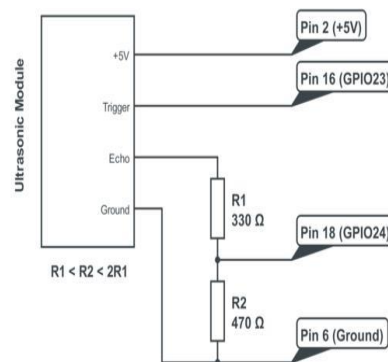 Ultrasonic Module
+5V
Trigger
Echo
Ground
R1 < R2 < 2R1
R1
330 Ω
R2
470 Ω
Pin 2 (+5V)
Pin 16 (GPIO23)
Pin 18 (GPIO24)
Pin 6 (Ground)